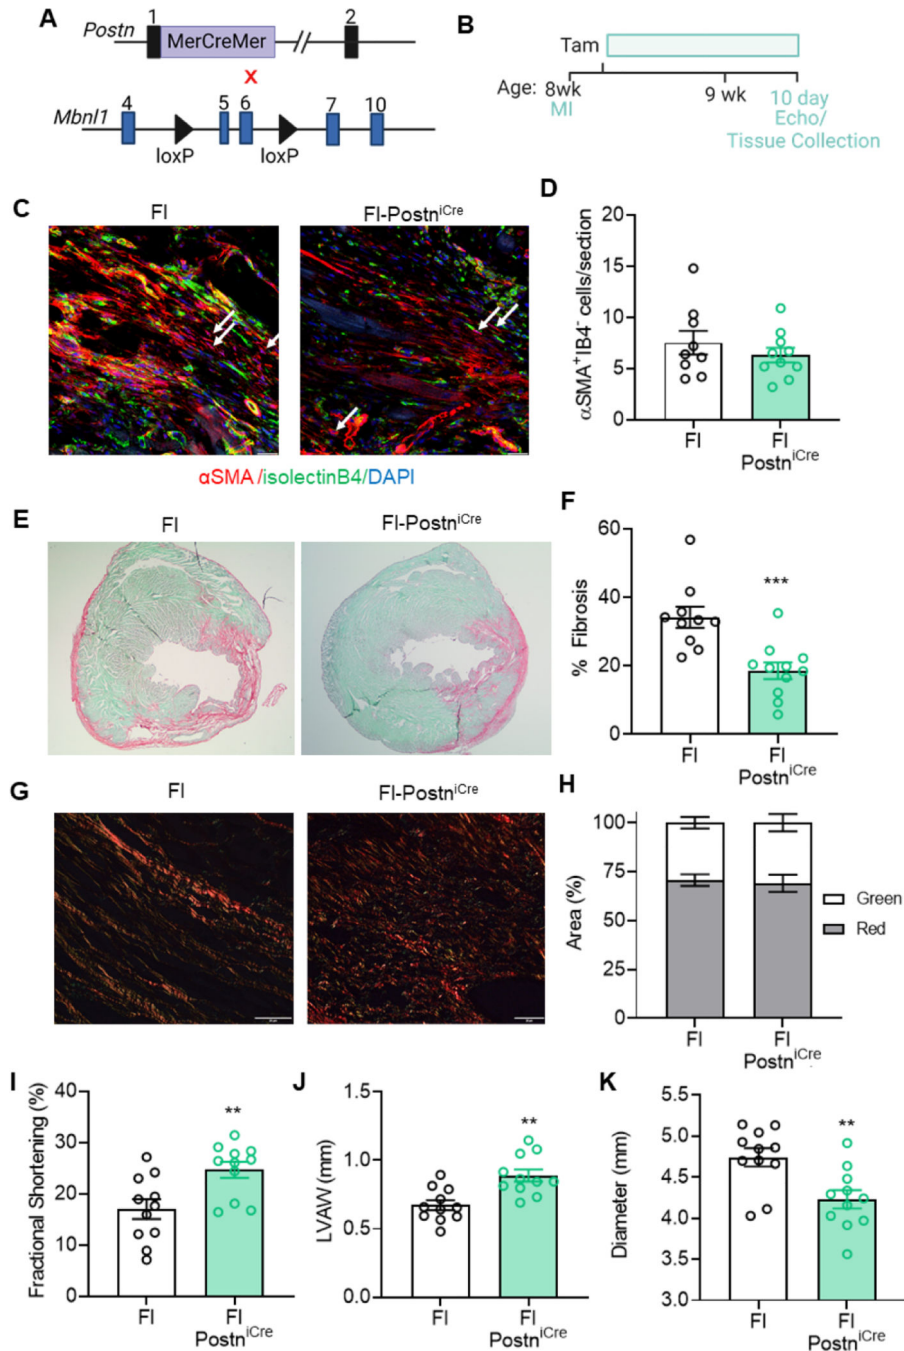 A
1
2
Postn
MerCreMer
X
4
5
6
7
10
Mbnl1
loxP
loxP
B
Tam
Age: 8wk
9 wk
10 day
MI
Echo/
Tissue Collection
C
Fl
Fl-Postn^iCre
αSMA/isolectinB4/DAPI
D
αSMA⁺IB4⁻ cells/section
20
15
10
5
0
Fl
Fl
Postn^iCre
E
Fl
Fl-Postn^iCre
F
% Fibrosis
60
40
20
0
***
Fl
Fl
Postn^iCre
G
Fl
Fl-Postn^iCre
H
Area (%)
100
75
50
25
0
Green
Red
Fl
Fl
Postn^iCre
I
Fractional Shortening (%)
40
30
20
10
0
**
Fl
Fl
Postn^iCre
J
LVAW (mm)
1.5
1.0
0.5
0.0
**
Fl
Fl
Postn^iCre
K
Diameter (mm)
5.5
5.0
4.5
4.0
3.5
3.0
**
Fl
Fl
Postn^iCre